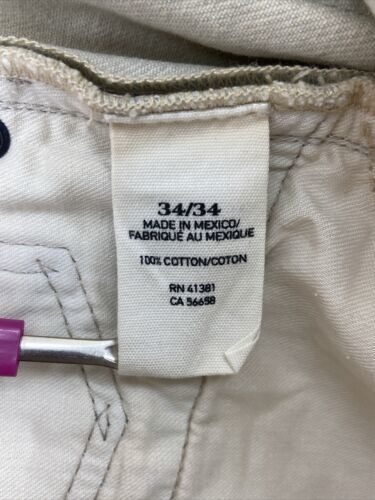 34/34
MADE IN MEXICO/
FABRIQUÉ AU MEXIQUE
100% COTTON/COTON
RN 41381
CA 56658